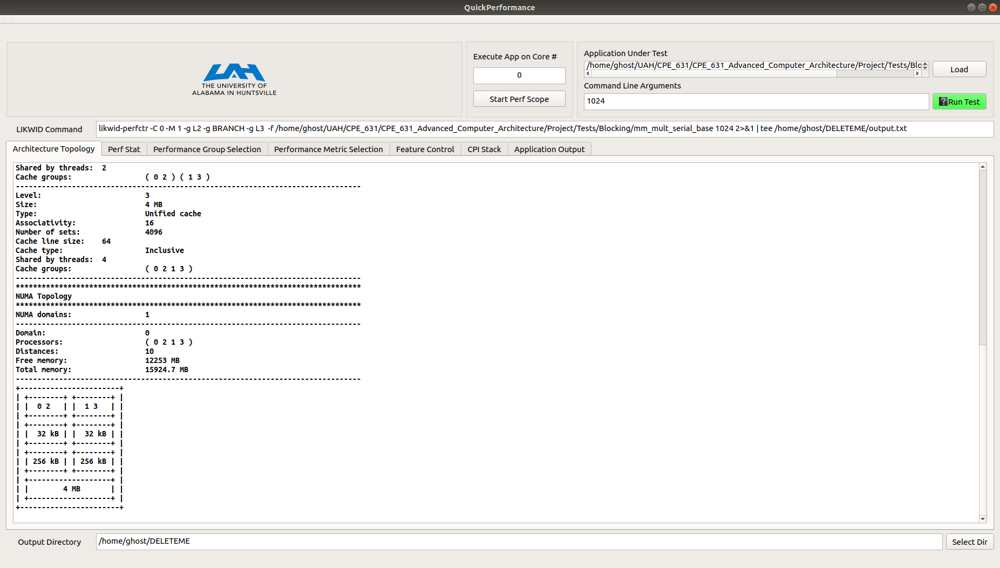 QuickPerformance
THE UNIVERSITY OF
ALABAMA IN HUNTSVILLE
Execute App on Core #
0
Start Perf Scope
Application Under Test
/home/ghost/UAH/CPE_631/CPE_631_Advanced_Computer_Architecture/Project/Tests/Blo
Load
Command Line Arguments
1024
Run Test
LIKWID Command
likwid-perfctr -C 0 -M 1 -g L2 -g BRANCH -g L3  -f /home/ghost/UAH/CPE_631/CPE_631_Advanced_Computer_Architecture/Project/Tests/Blocking/mm_mult_serial_base 1024 2>&1 | tee /home/ghost/DELETEME/output.txt
Architecture Topology Perf Stat Performance Group Selection Performance Metric Selection Feature Control CPI Stack Application Output
Shared by threads:  2
Cache groups:                 ( 0 2 ) ( 1 3 )
--------------------------------------------------------------------------------
Level:                        3
Size:                         4 MB
Type:                         Unified cache
Associativity:                16
Number of sets:               4096
Cache line size:    64
Cache type:                   Inclusive
Shared by threads:  4
Cache groups:                 ( 0 2 1 3 )
--------------------------------------------------------------------------------
********************************************************************************
NUMA Topology
********************************************************************************
NUMA domains:                 1
--------------------------------------------------------------------------------
Domain:                       0
Processors:                   ( 0 2 1 3 )
Distances:                    10
Free memory:                  12253 MB
Total memory:                 15924.7 MB
--------------------------------------------------------------------------------
+-----------------------+
| +--------+ +--------+ |
| |  0 2   | |  1 3   | |
| +--------+ +--------+ |
| +--------+ +--------+ |
| |  32 kB | |  32 kB | |
| +--------+ +--------+ |
| +--------+ +--------+ |
| | 256 kB | | 256 kB | |
| +--------+ +--------+ |
| +-------------------+ |
| |        4 MB       | |
| +-------------------+ |
+-----------------------+
Output Directory
/home/ghost/DELETEME
Select Dir